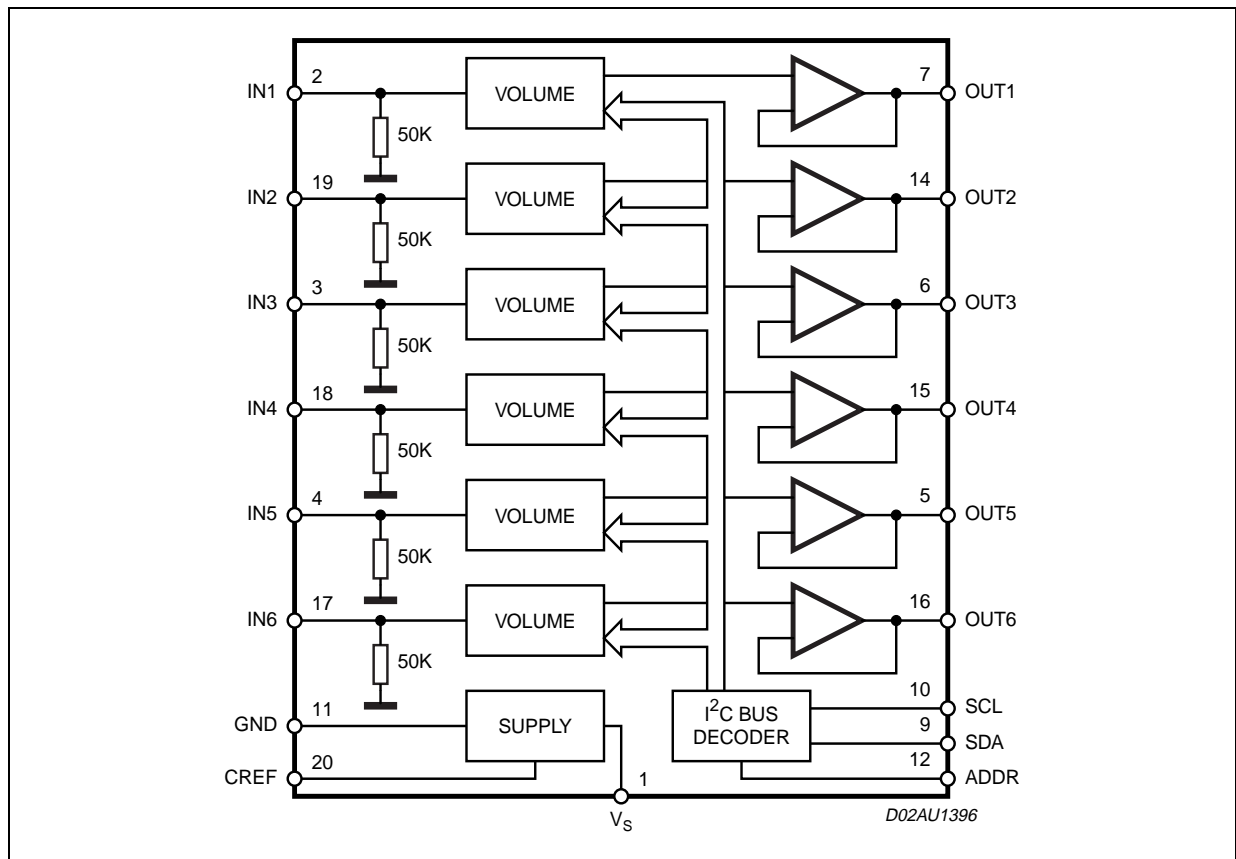 IN1 2 VOLUME 7 OUT1
50K
IN2 19 VOLUME 14 OUT2
50K
IN3 3 VOLUME 6 OUT3
50K
IN4 18 VOLUME 15 OUT4
50K
IN5 4 VOLUME 5 OUT5
50K
IN6 17 VOLUME 16 OUT6
50K
GND 11 SUPPLY I²C BUS DECODER 10 SCL
9 SDA
CREF 20 1 12 ADDR
VS
D02AU1396